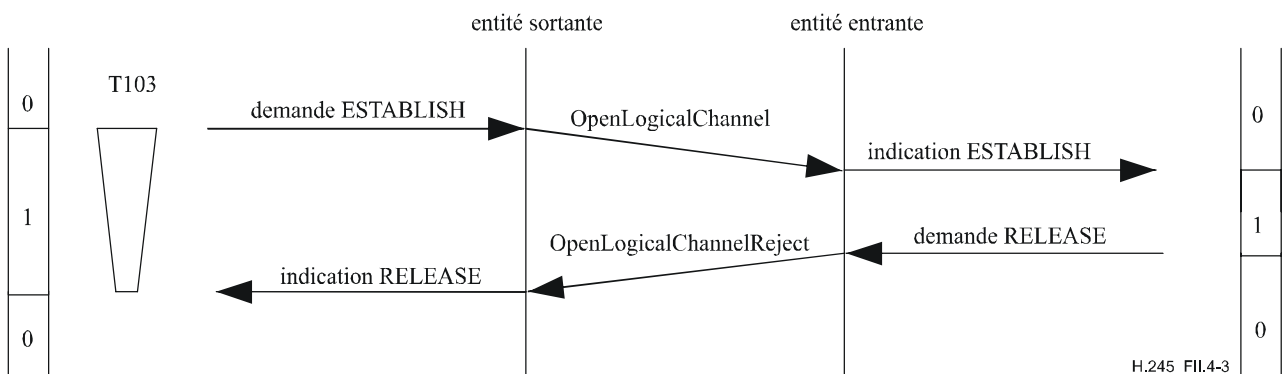 entité sortante
entité entrante
T103
0
demande ESTABLISH
OpenLogicalChannel
0
indication ESTABLISH
1
1
OpenLogicalChannelReject
demande RELEASE
indication RELEASE
0
0
H.245 FII.4-3